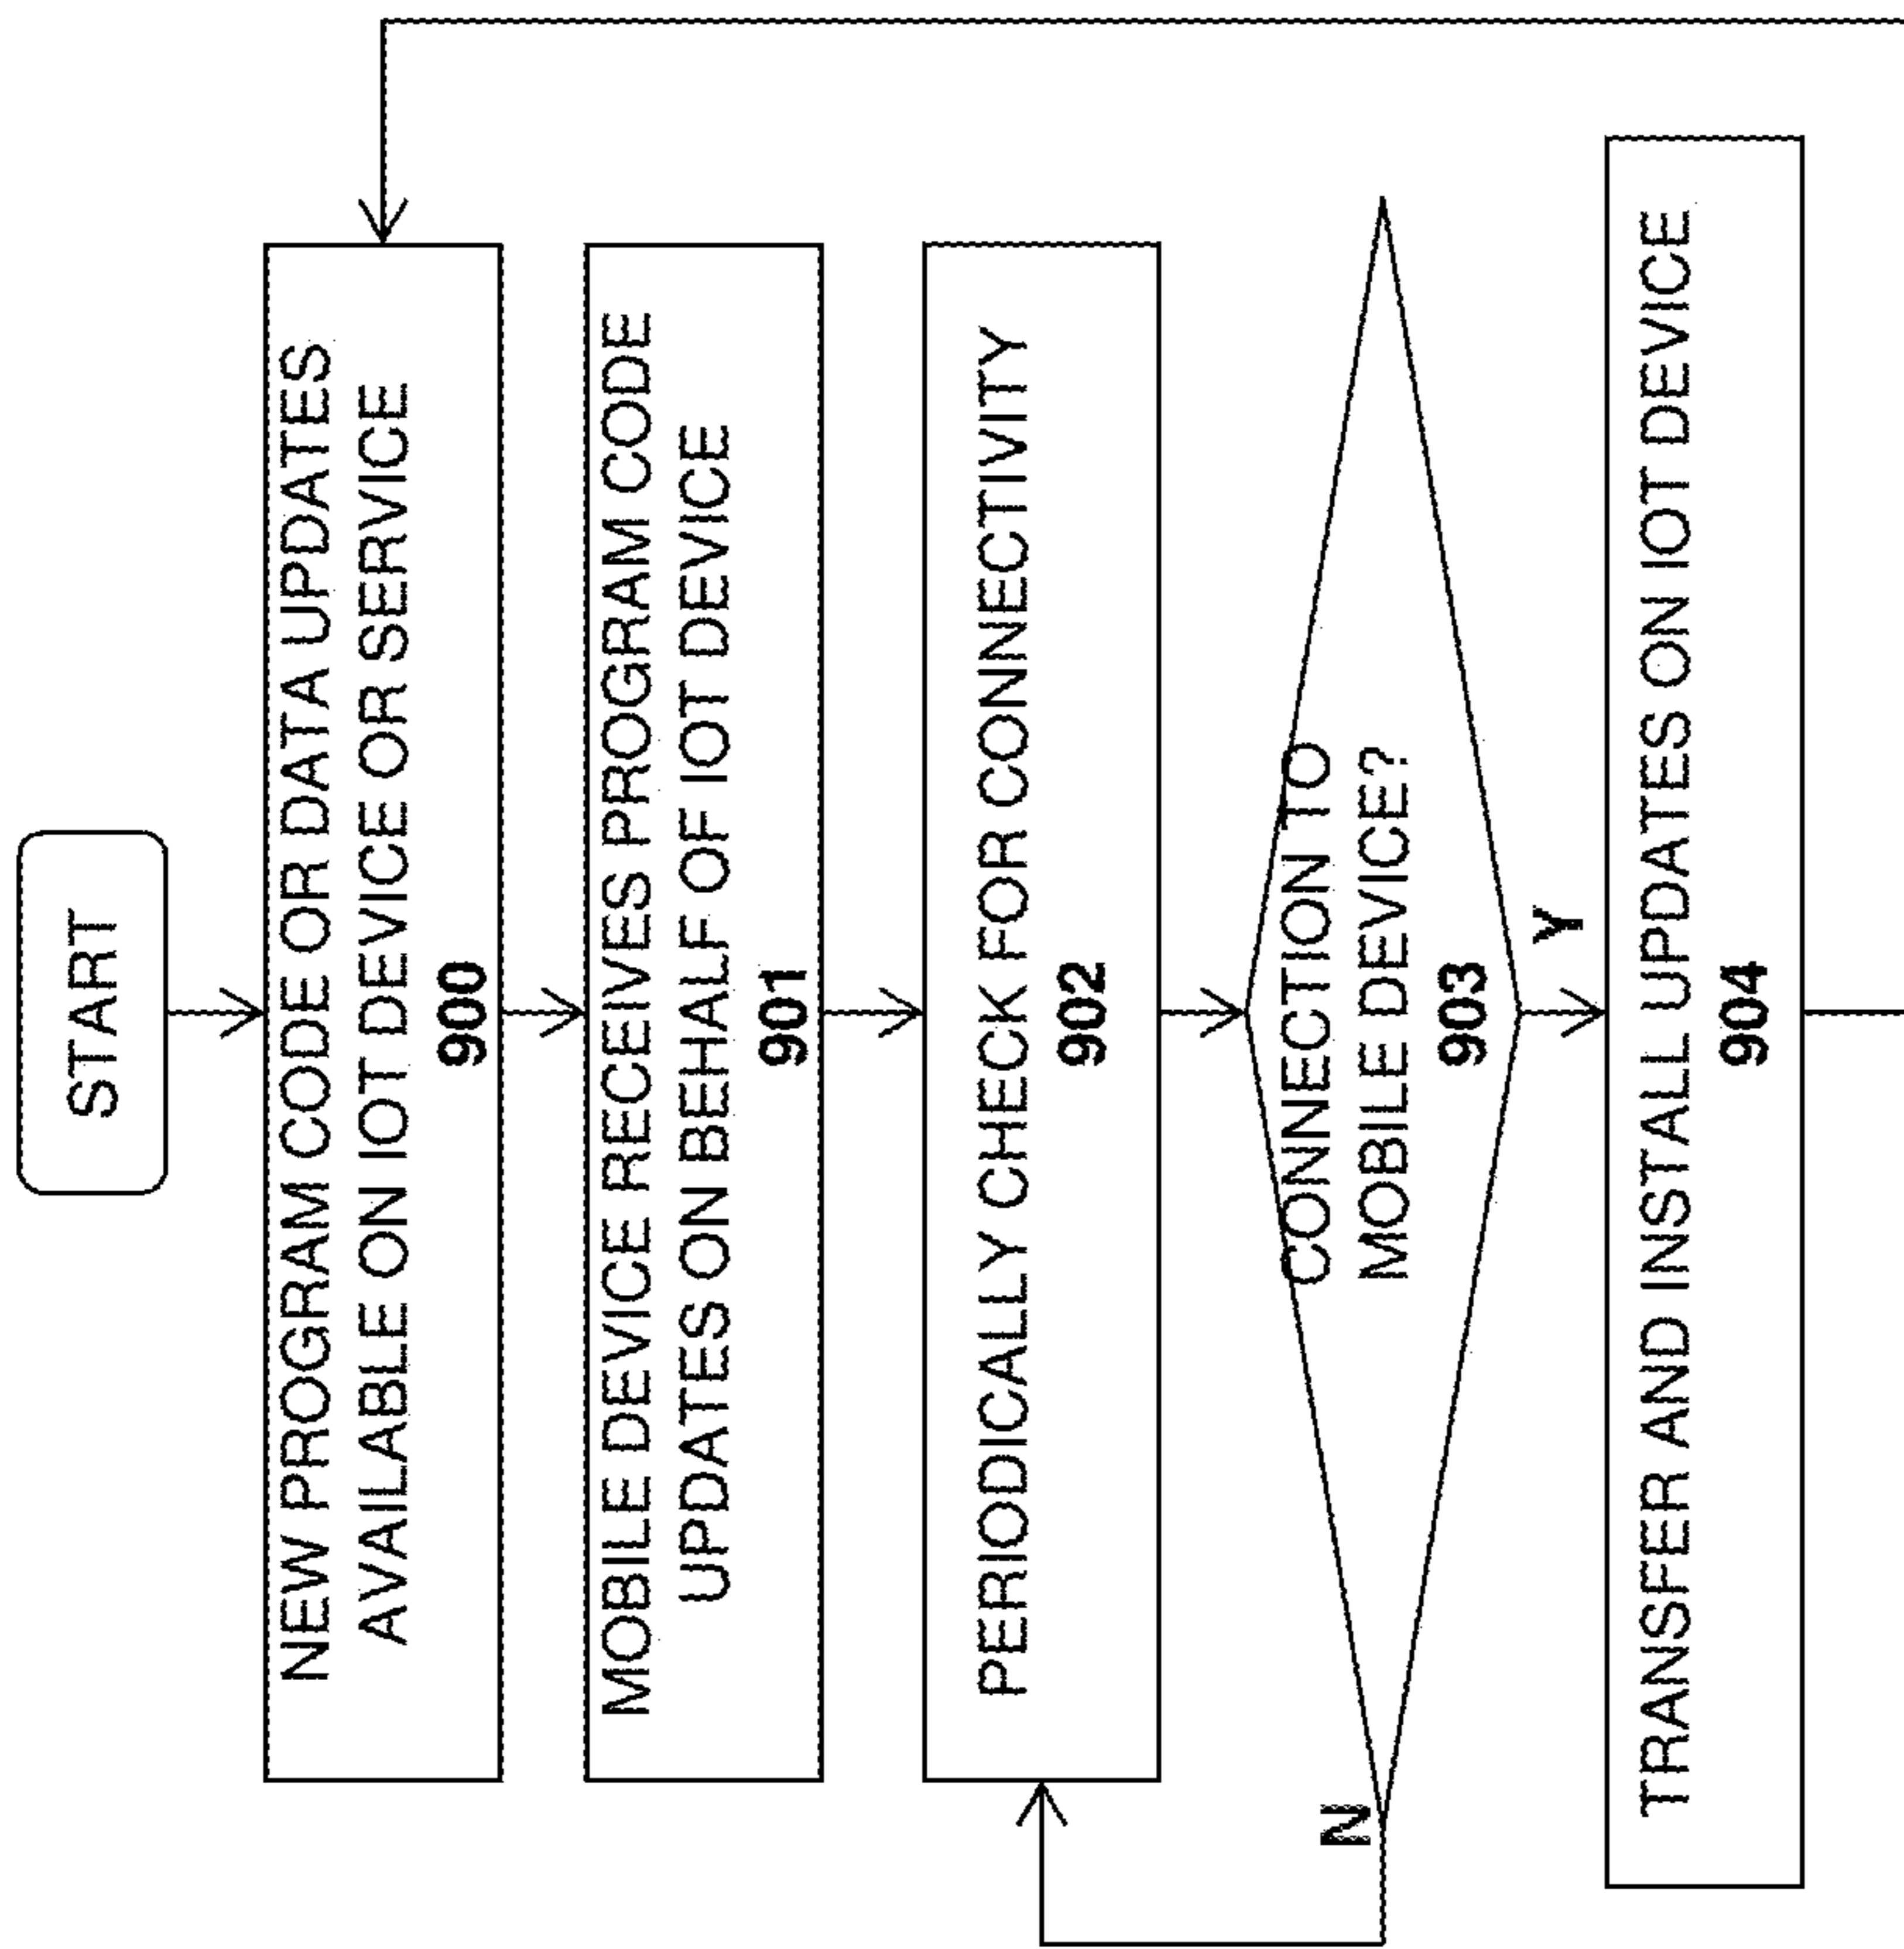 START
NEW PROGRAM CODE OR DATA UPDATES
AVAILABLE ON IOT DEVICE OR SERVICE
900
MOBILE DEVICE RECEIVES PROGRAM CODE
UPDATES ON BEHALF OF IOT DEVICE
901
PERIODICALLY CHECK FOR CONNECTIVITY
902
CONNECTION TO
MOBILE DEVICE?
903
N
Y
TRANSFER AND INSTALL UPDATES ON IOT DEVICE
904